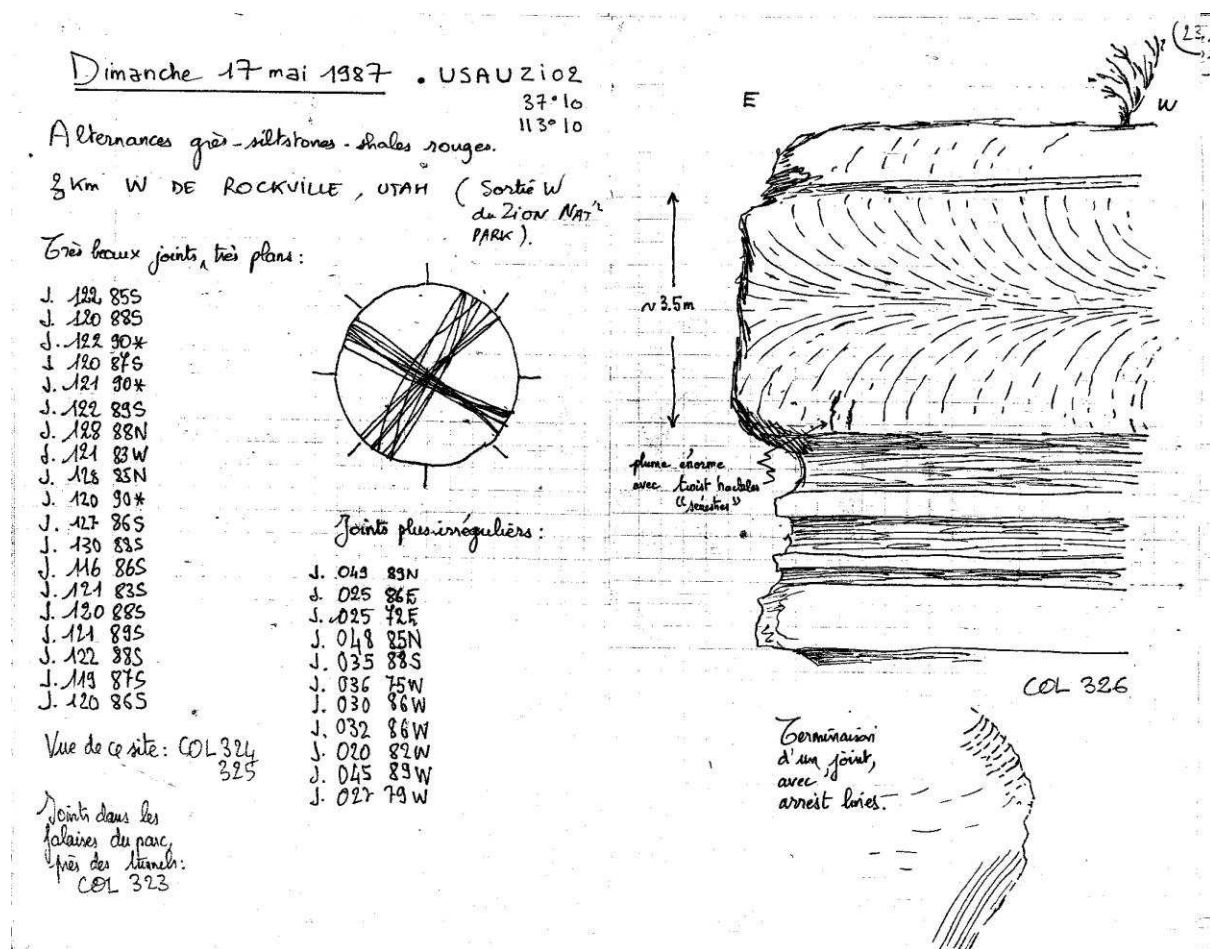 Dimanche 17 mai 1987 . USAUZi02
37°10
113°10
Alternances grès-siltstones-shales rouges.
Km W DE ROCKVILLE, UTAH (Sortie W
du ZION NAT^L
PARK).
Très beaux joints, très plans:
J. 122 85S
J. 120 88S
J. 122 90*
J. 120 87S
J. 121 90*
J. 122 89S
J. 128 88N
J. 121 83W
J. 128 85N
J. 120 90*
J. 127 86S
J. 130 83S
J. 116 86S
J. 121 83S
J. 120 88S
J. 121 89S
J. 122 88S
J. 119 87S
J. 120 86S
Vue de ce site: COL 324
325
Joints dans les
falaises du parc,
près des tunnels:
COL 323
Joints plus irréguliers:
J. 049 89N
J. 025 86E
J. 025 72E
J. 048 85N
J. 035 88S
J. 036 75W
J. 030 86W
J. 032 86W
J. 020 82W
J. 045 89W
J. 027 79W
(23
E
W
~3.5m
plume énorme
avec twist hackles
"senestres"
COL 326
Terminaison
d'un joint,
avec
arrest lines.